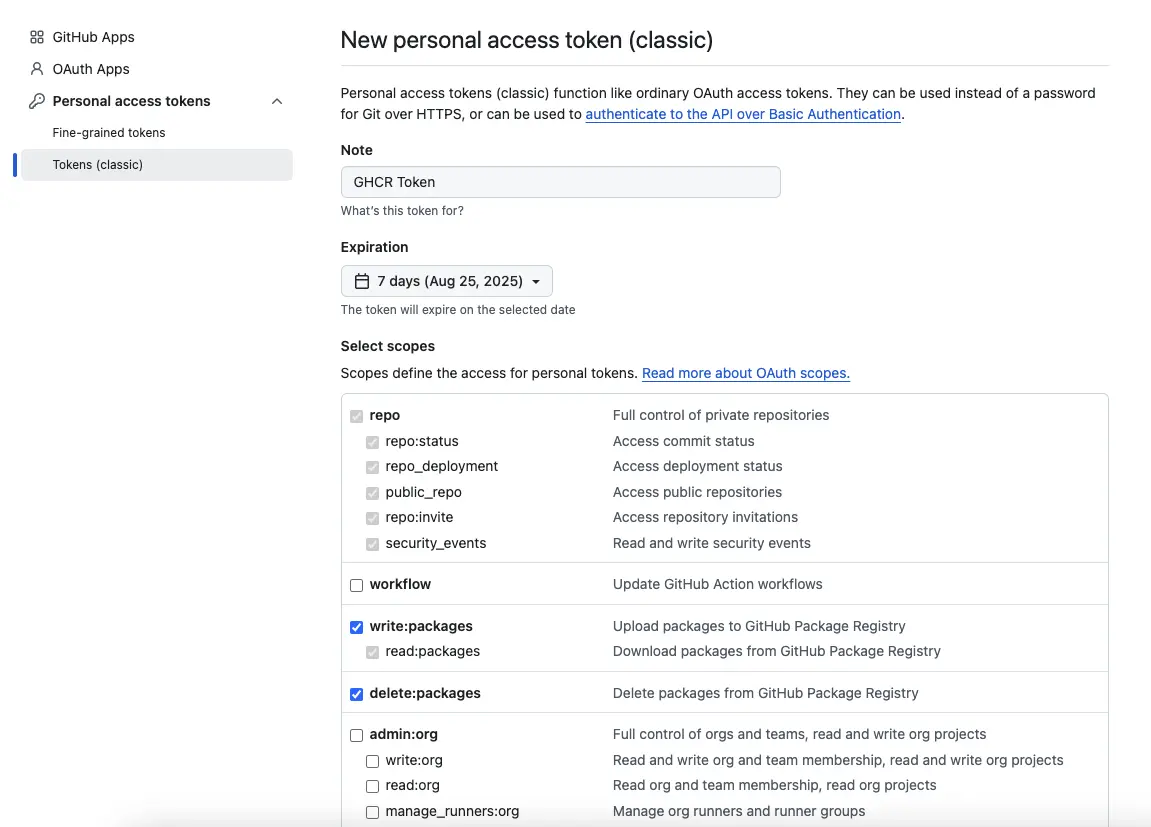 GitHub Apps
OAuth Apps
Personal access tokens
Fine-grained tokens
Tokens (classic)
New personal access token (classic)
Personal access tokens (classic) function like ordinary OAuth access tokens. They can be used instead of a password
for Git over HTTPS, or can be used to authenticate to the API over Basic Authentication.
Note
GHCR Token
What's this token for?
Expiration
7 days (Aug 25, 2025)
The token will expire on the selected date
Select scopes
Scopes define the access for personal tokens. Read more about OAuth scopes.
repo Full control of private repositories
repo:status Access commit status
repo_deployment Access deployment status
public_repo Access public repositories
repo:invite Access repository invitations
security_events Read and write security events
workflow Update GitHub Action workflows
write:packages Upload packages to GitHub Package Registry
read:packages Download packages from GitHub Package Registry
delete:packages Delete packages from GitHub Package Registry
admin:org Full control of orgs and teams, read and write org projects
write:org Read and write org and team membership, read and write org projects
read:org Read org and team membership, read org projects
manage_runners:org Manage org runners and runner groups